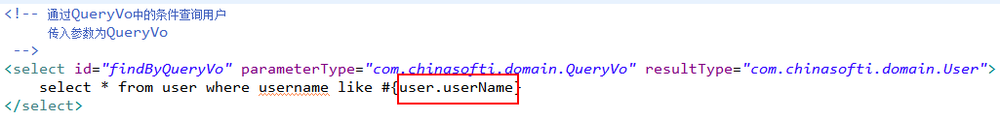 <!-- 通过QueryVo中的条件查询用户
传入参数为QueryVo
-->
<select id="findByQueryVo" parameterType="com.chinasofti.domain.QueryVo" resultType="com.chinasofti.domain.User">
select * from user where username like #{user.userName}
</select>